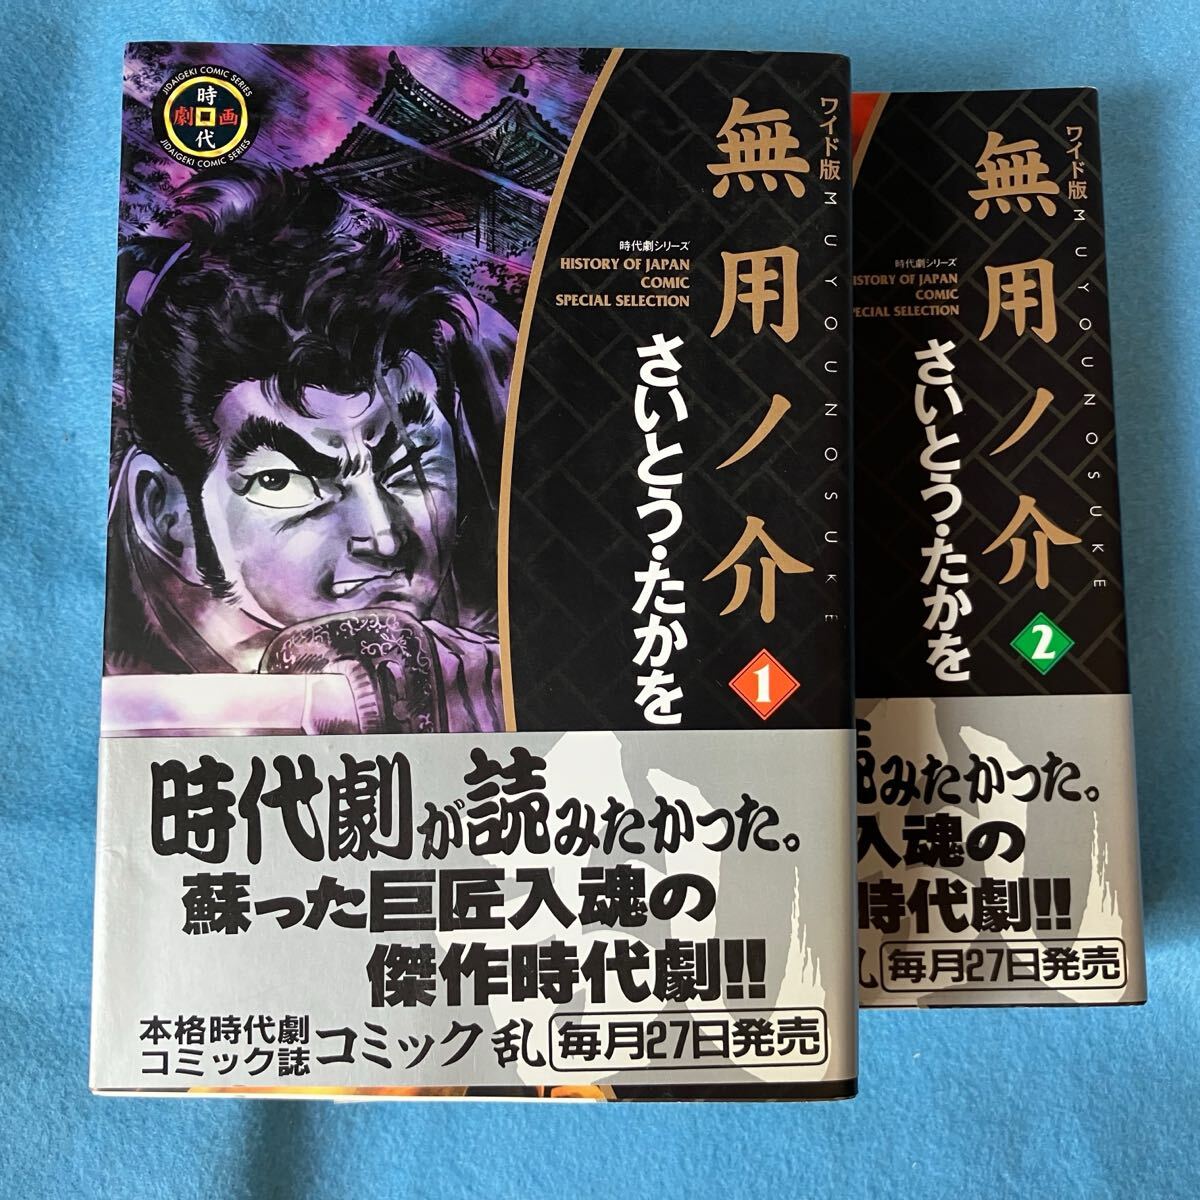 JIDAIGEKI COMIC SERIES
時代
劇画
JIDAIGEKI COMIC SERIES
ワイド版 MUYOUNOSUKE
無用ノ介
時代劇シリーズ
HISTORY OF JAPAN
COMIC
SPECIAL SELECTION
さいとう・たかを
1
時代劇が読みたかった。
蘇った巨匠入魂の
傑作時代劇!!
本格時代劇
コミック誌
コミック乱
毎月27日発売
ワイド版 MUYOUNOSUKE
無用ノ介
時代劇シリーズ
ISTORY OF JAPAN
COMIC
PECIAL SELECTION
さいとう・たかを
2
読みたかった。
入魂の
時代劇!!
乱
毎月27日発売